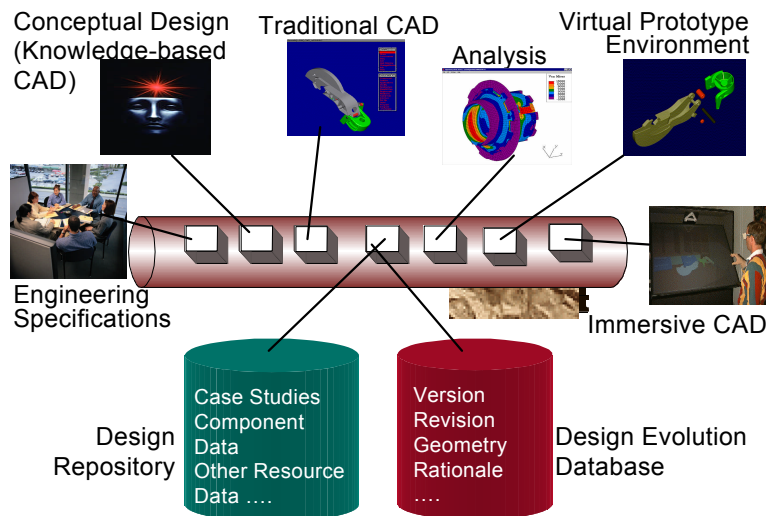 Conceptual Design
(Knowledge-based
CAD)
Traditional CAD
Analysis
Virtual Prototype
Environment
Engineering
Specifications
Immersive CAD
Design
Repository
Case Studies
Component
Data
Other Resource
Data ....
Version
Revision
Geometry
Rationale
....
Design Evolution
Database